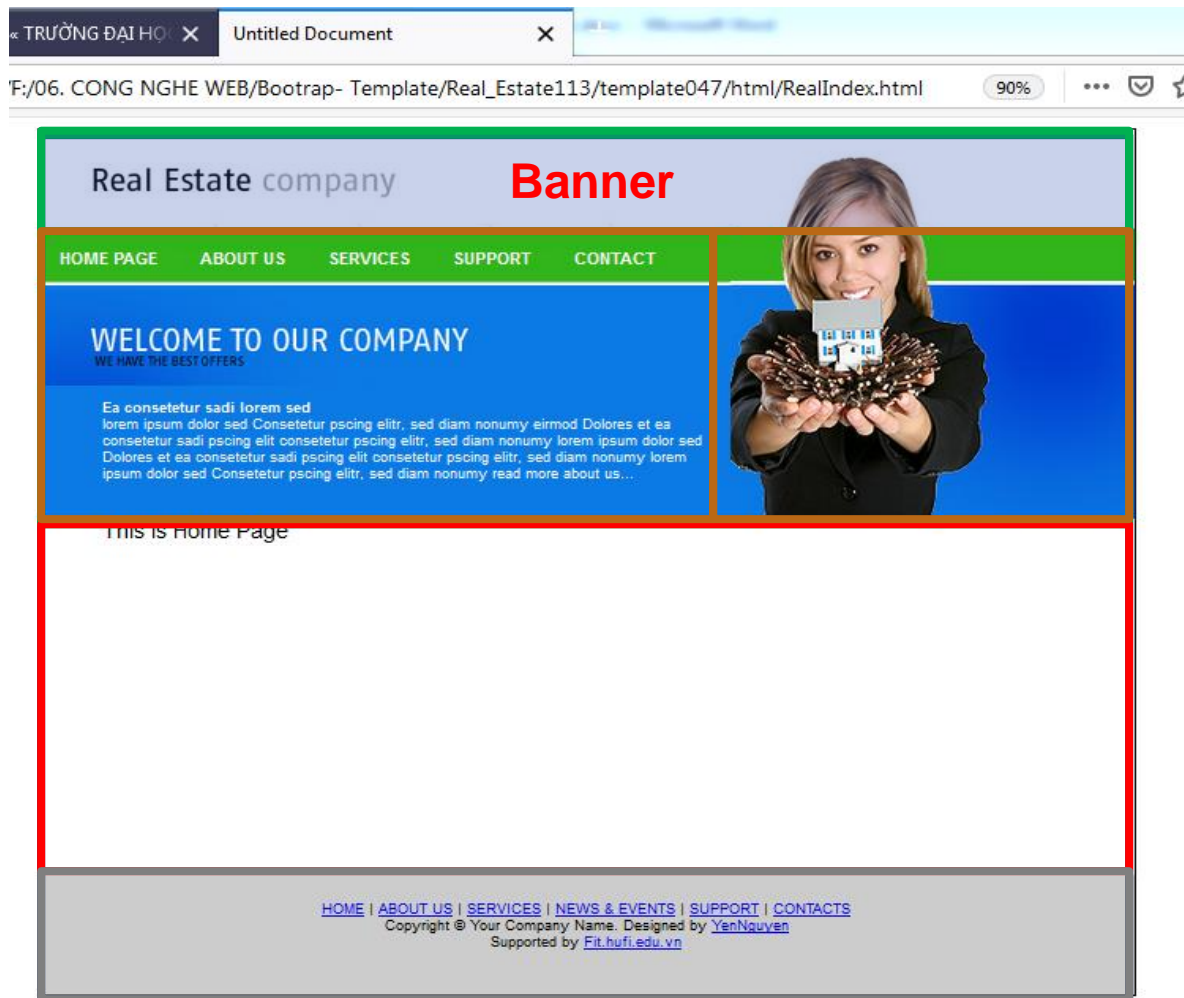 « TRƯỜNG ĐẠI HỌ
Untitled Document
/F:/06. CONG NGHE WEB/Bootrap- Template/Real_Estate113/template047/html/RealIndex.html
90%
Real Estate company
Banner
HOME PAGE ABOUT US SERVICES SUPPORT CONTACT
WELCOME TO OUR COMPANY
WE HAVE THE BEST OFFERS
Ea consetetur sadi lorem sed
lorem ipsum dolor sed Consetetur pscing elitr, sed diam nonumy eirmod Dolores et ea
consetetur sadi pscing elit consetetur pscing elitr, sed diam nonumy lorem ipsum dolor sed
Dolores et ea consetetur sadi pscing elit consetetur pscing elitr, sed diam nonumy lorem
ipsum dolor sed Consetetur pscing elitr, sed diam nonumy read more about us...
This is Home Page
HOME | ABOUT US | SERVICES | NEWS & EVENTS | SUPPORT | CONTACTS
Copyright © Your Company Name. Designed by YenNguyen
Supported by Fit.hufi.edu.vn